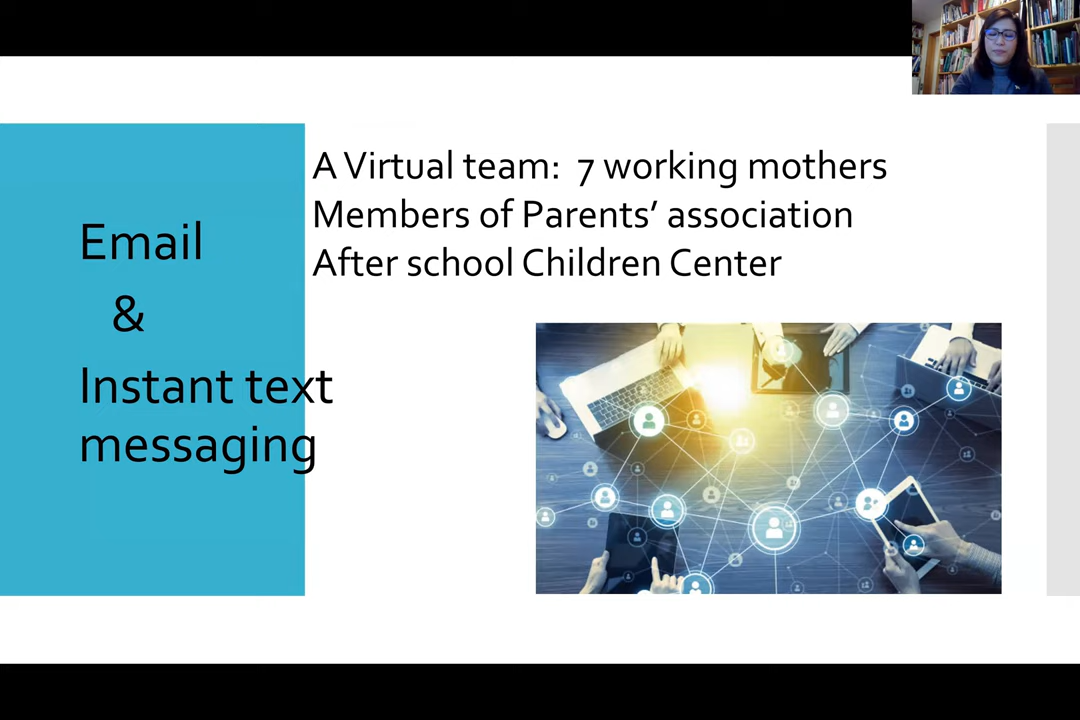 Email
&
Instant text
messaging
A Virtual team: 7 working mothers
Members of Parents’ association
After school Children Center